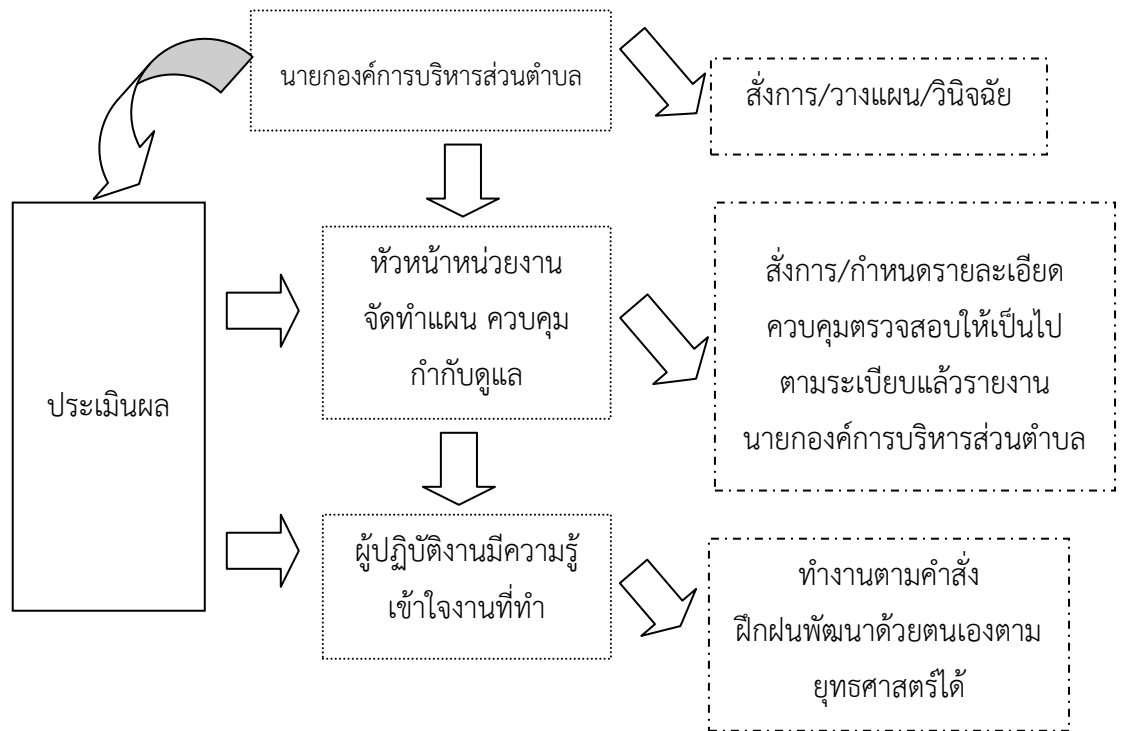 นายกองค์การบริหารส่วนตำบล
สั่งการ/วางแผน/วินิจฉัย
หัวหน้าหน่วยงาน
จัดทำแผน ควบคุม
กำกับดูแล
สั่งการ/กำหนดรายละเอียด
ควบคุมตรวจสอบให้เป็นไป
ตามระเบียบแล้วรายงาน
นายกองค์การบริหารส่วนตำบล
ประเมินผล
ผู้ปฏิบัติงานมีความรู้
เข้าใจงานที่ทำ
ทำงานตามคำสั่ง
ฝึกฝนพัฒนาด้วยตนเองตาม
ยุทธศาสตร์ได้